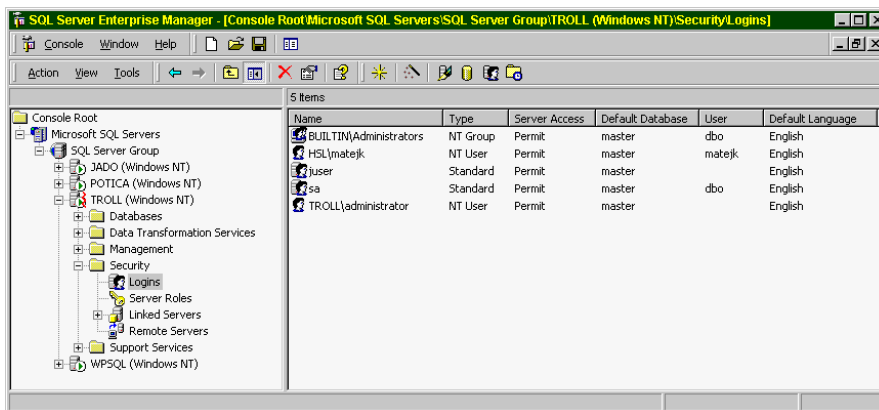 SQL Server Enterprise Manager - [Console Root\Microsoft SQL Servers\SQL Server Group\TROLL (Windows NT)\Security\Logins]
Console Window Help
Action View Tools
5 Items
Console Root
Microsoft SQL Servers
SQL Server Group
JADO (Windows NT)
POTICA (Windows NT)
TROLL (Windows NT)
Databases
Data Transformation Services
Management
Security
Logins
Server Roles
Linked Servers
Remote Servers
Support Services
WPSQL (Windows NT)
Name Type Server Access Default Database User Default Language
BUILTIN\Administrators NT Group Permit master dbo English
HSL\matejk NT User Permit master matejk English
juser Standard Permit master English
sa Standard Permit master dbo English
TROLL\administrator NT User Permit master English